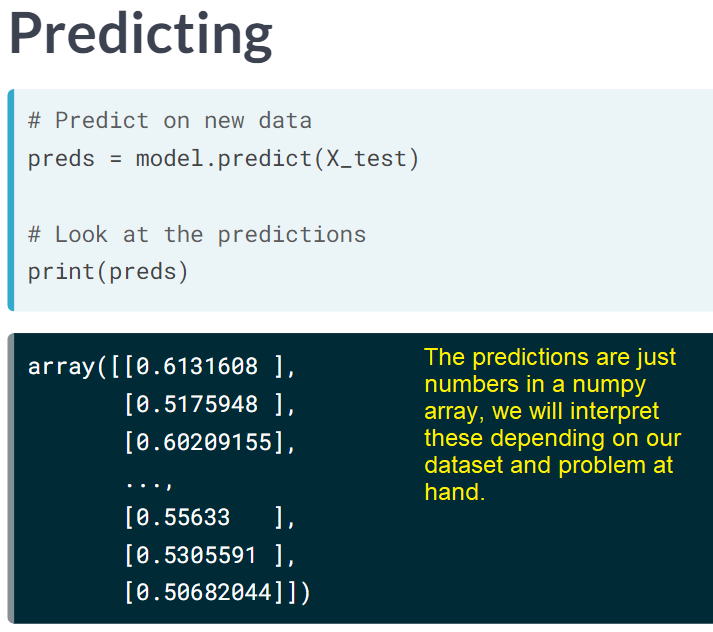 Predicting
# Predict on new data
preds = model.predict(X_test)
# Look at the predictions
print(preds)
array([[0.6131608 ],
[0.5175948 ],
[0.60209155],
...,
[0.55633   ],
[0.5305591 ],
[0.50682044]])
The predictions are just
numbers in a numpy
array, we will interpret
these depending on our
dataset and problem at
hand.